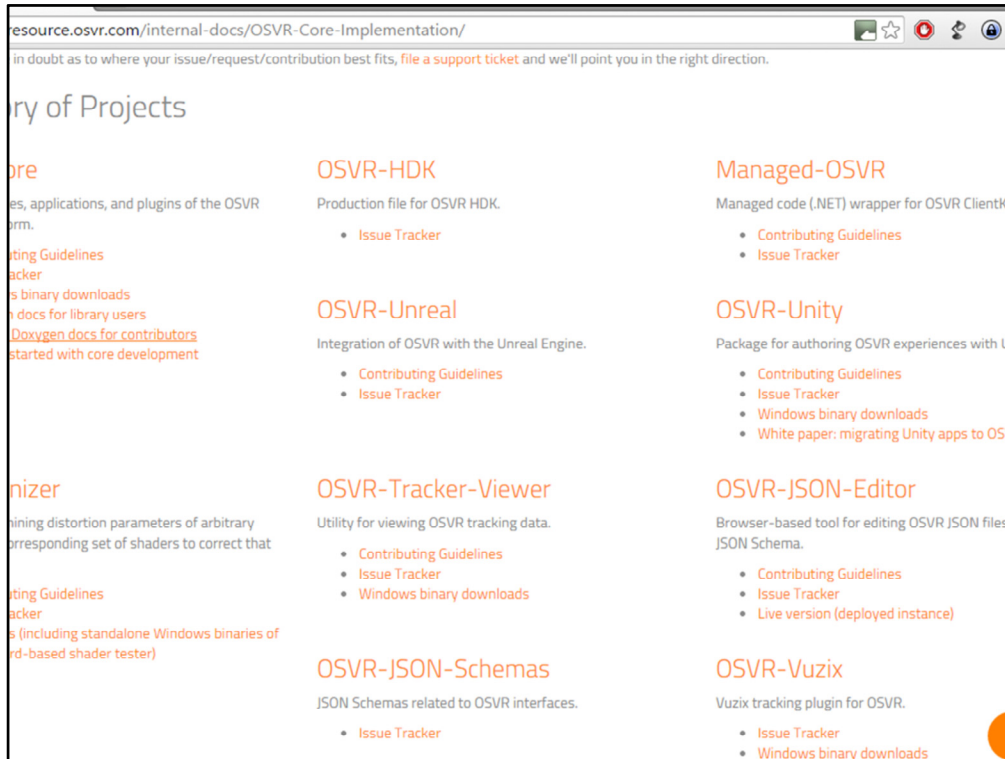 resource.osvr.com/internal-docs/OSVR-Core-Implementation/
in doubt as to where your issue/request/contribution best fits, file a support ticket and we'll point you in the right direction.
ory of Projects
ore
es, applications, and plugins of the OSVR
orm.
uting Guidelines
acker
s binary downloads
n docs for library users
Doxygen docs for contributors
started with core development
OSVR-HDK
Production file for OSVR HDK.
Issue Tracker
Managed-OSVR
Managed code (.NET) wrapper for OSVR ClientK
Contributing Guidelines
Issue Tracker
OSVR-Unreal
Integration of OSVR with the Unreal Engine.
Contributing Guidelines
Issue Tracker
OSVR-Unity
Package for authoring OSVR experiences with U
Contributing Guidelines
Issue Tracker
Windows binary downloads
White paper: migrating Unity apps to OS
nizer
nining distortion parameters of arbitrary
orresponding set of shaders to correct that
uting Guidelines
acker
s (including standalone Windows binaries of
rd-based shader tester)
OSVR-Tracker-Viewer
Utility for viewing OSVR tracking data.
Contributing Guidelines
Issue Tracker
Windows binary downloads
OSVR-JSON-Editor
Browser-based tool for editing OSVR JSON files
JSON Schema.
Contributing Guidelines
Issue Tracker
Live version (deployed instance)
OSVR-JSON-Schemas
JSON Schemas related to OSVR interfaces.
Issue Tracker
OSVR-Vuzix
Vuzix tracking plugin for OSVR.
Issue Tracker
Windows binary downloads